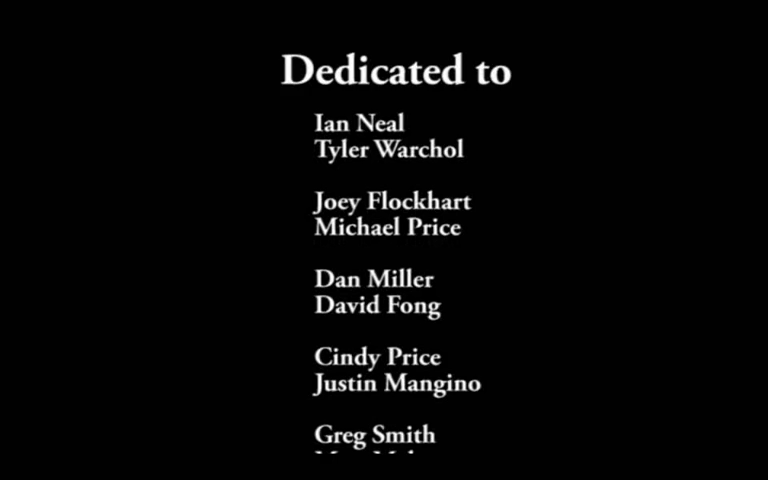 Dedicated to
Ian Neal
Tyler Warchol
Joey Flockhart
Michael Price
Dan Miller
David Fong
Cindy Price
Justin Mangino
Greg Smith